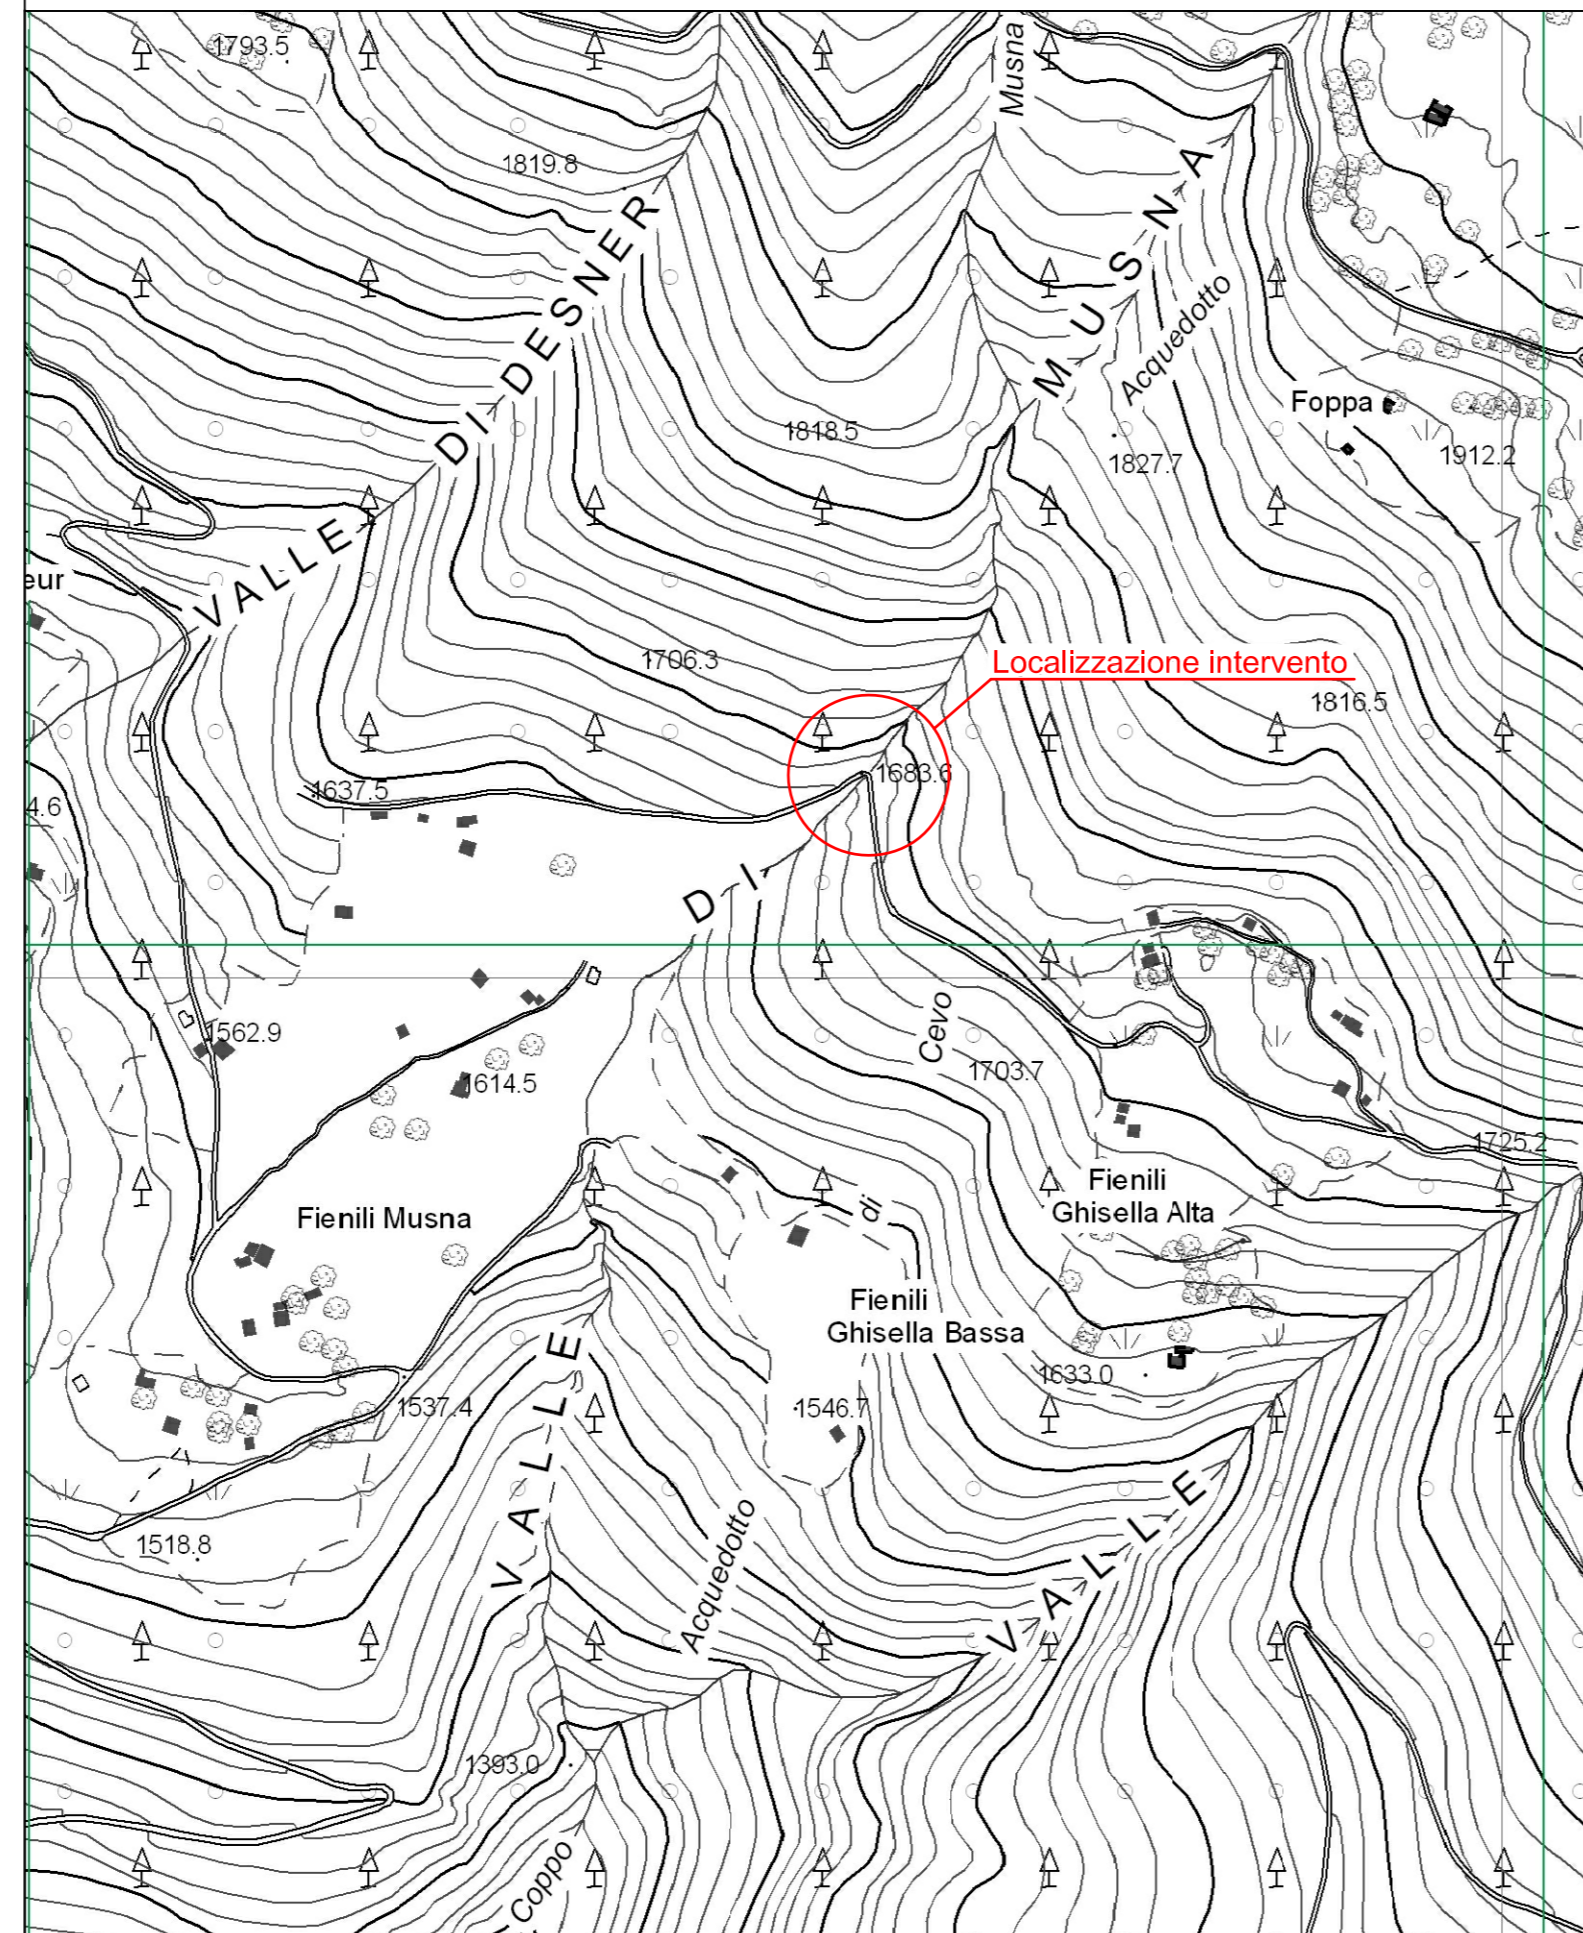 1793.5
Musna
1819.8
VALLE DI DESNER
MUSNA
Acquedotto
Foppa
1818.5
1827.7
1912.2
eur
1706.3
Localizzazione intervento
1816.5
1637.5
1683.6
4.6
DI
1562.9
Cevo
1703.7
1614.5
1725.2
Fienili
Ghisella Alta
Fienili Musna
di
Fienili
Ghisella Bassa
1633.0
1537.4
1546.7
VALLE
VALLE
1518.8
Acquedotto
1393.0
Coppo